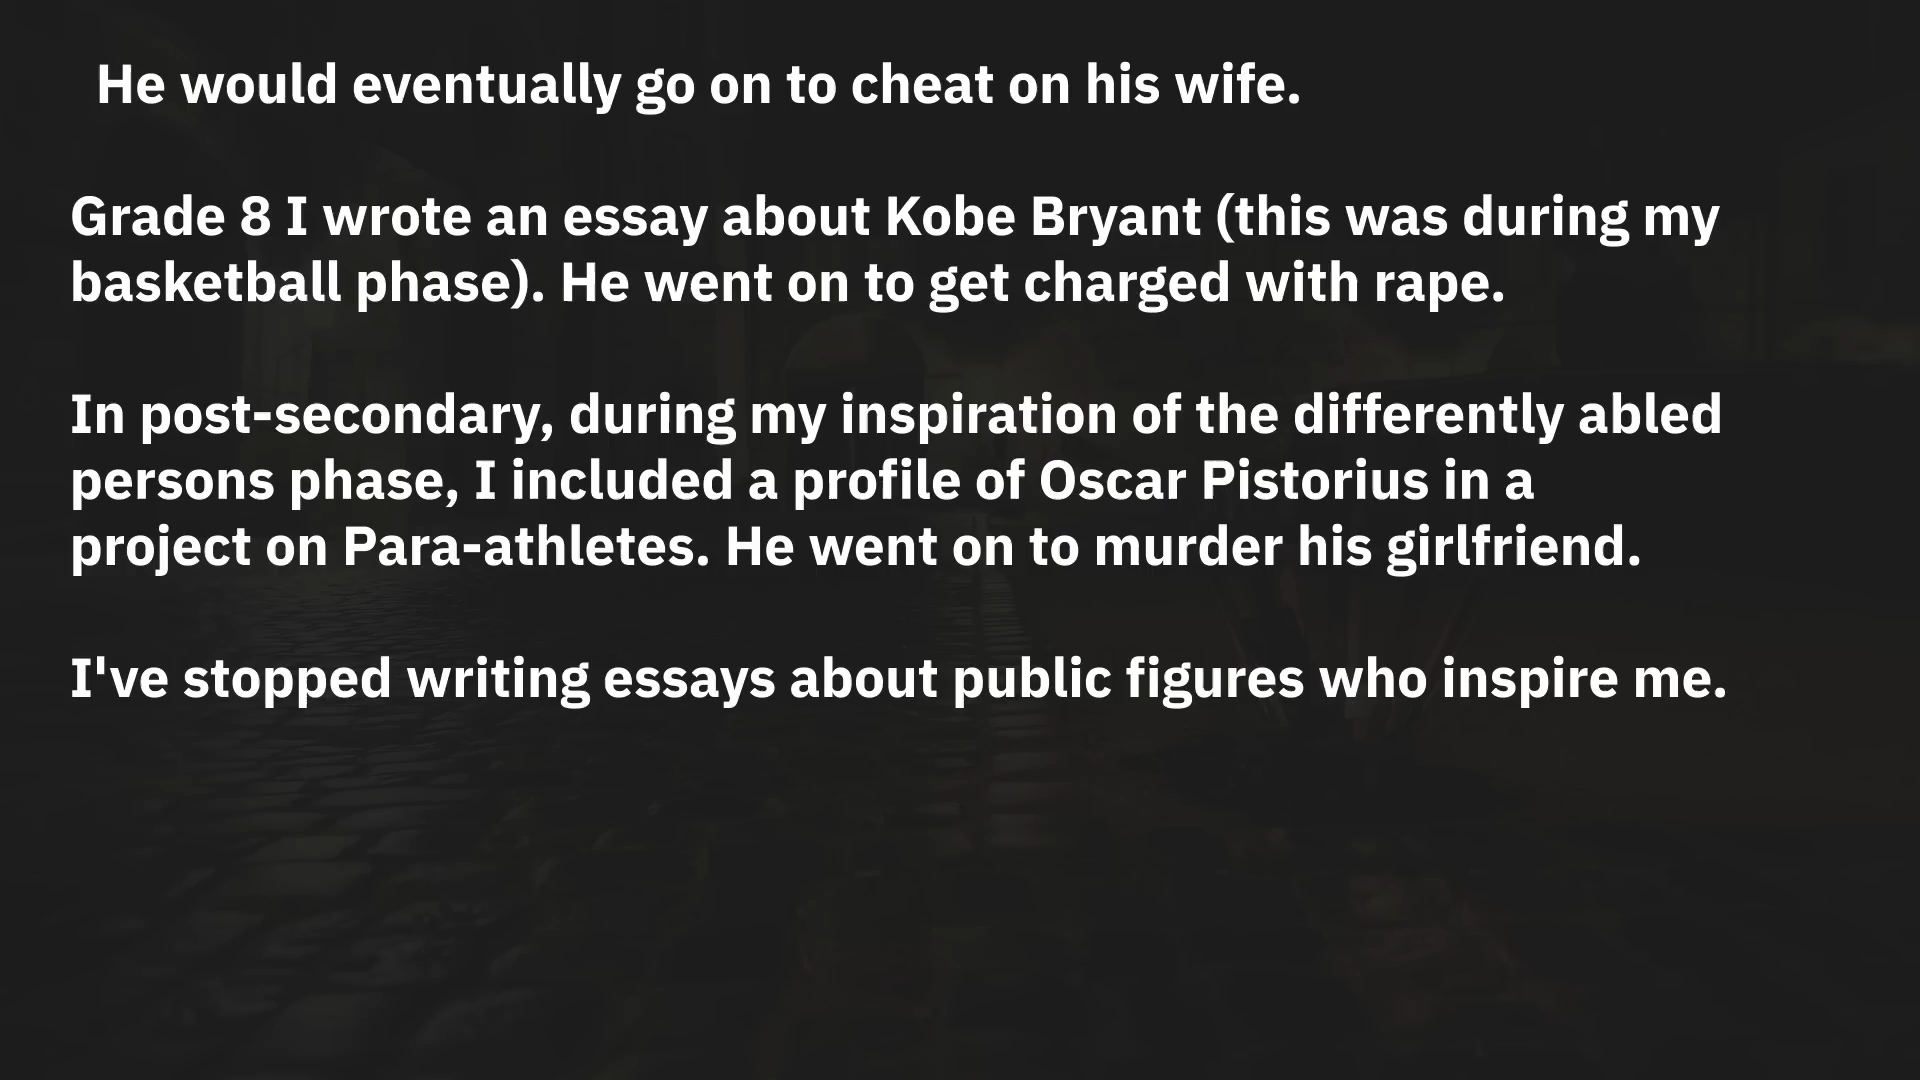 He would eventually go on to cheat on his wife.
Grade 8 I wrote an essay about Kobe Bryant (this was during my
basketball phase). He went on to get charged with rape.
In post-secondary, during my inspiration of the differently abled
persons phase, I included a profile of Oscar Pistorius in a
project on Para-athletes. He went on to murder his girlfriend.
I've stopped writing essays about public figures who inspire me.